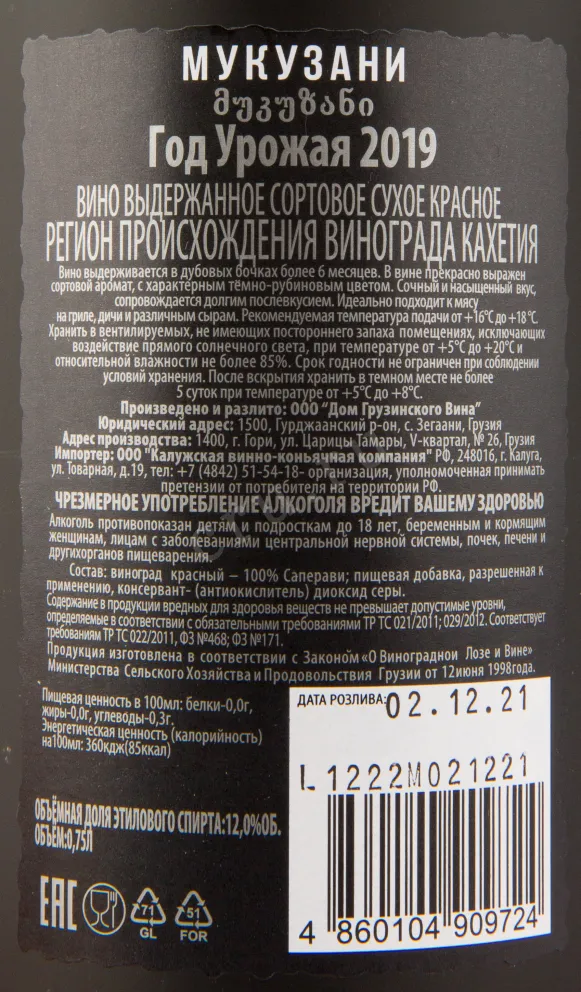 МУКУЗАНИ
მუკუზანი
Год Урожая 2019
ВИНО ВЫДЕРЖАННОЕ СОРТОВОЕ СУХОЕ КРАСНОЕ
РЕГИОН ПРОИСХОЖДЕНИЯ ВИНОГРАДА КАХЕТИЯ
Вино выдерживается в дубовых бочках более 6 месяцев. В вине прекрасно выражен
сортовой аромат, с характерным тёмно-рубиновым цветом. Сочный и насыщенный вкус,
сопровождается долгим послевкусием. Идеально подходит к мясу
на гриле, дичи и различным сырам. Рекомендуемая температура подачи от +16°С до +18°С.
Хранить в вентилируемых, не имеющих постороннего запаха помещениях, исключающих
воздействие прямого солнечного света, при температуре от +5°С до +20°С и
относительной влажности не более 85%. Срок годности не ограничен при соблюдении
условий хранения. После вскрытия хранить в темном месте не более
5 суток при температуре от +5°С до +8°С.
Произведено и разлито: ООО "Дом Грузинского Вина"
Юридический адрес: 1500, Гурджаанский р-он, с. Зегаани, Грузия
Адрес производства: 1400, г. Гори, ул. Царицы Тамары, V-квартал, № 26, Грузия
Импортер: ООО "Калужская винно-коньячная компания" РФ, 248016, г. Калуга,
ул. Товарная, д.19, тел: +7 (4842) 51-54-18- организация, уполномоченная принимать
претензии от потребителя на территории РФ.
ЧРЕЗМЕРНОЕ УПОТРЕБЛЕНИЕ АЛКОГОЛЯ ВРЕДИТ ВАШЕМУ ЗДОРОВЬЮ
Алкоголь противопоказан детям и подросткам до 18 лет, беременным и кормящим
женщинам, лицам с заболеваниями центральной нервной системы, почек, печени и
другихорганов пищеварения.
Состав: виноград красный – 100% Саперави; пищевая добавка, разрешенная к
применению, консервант- (антиокислитель) диоксид серы.
Содержание в продукции вредных для здоровья веществ не превышает допустимые уровни,
определяемые в соответствии с обязательными требованиями ТР ТС 021/2011; 029/2012. Соответствует
требованиям ТР ТС 022/2011, ФЗ №468; ФЗ №171.
Продукция изготовлена в соответствии с Законом«О Виноградной Лозе и Вине»
Министерства Сельского Хозяйства и Продовольствия Грузии от 12июня 1998года.
Пищевая ценность в 100мл: белки-0,0г,
жиры-0,0г, углеводы-0,3г.
Энергетическая ценность (калорийность)
на100мл: 360кдж(85ккал)
ОБЪЁМНАЯ ДОЛЯ ЭТИЛОВОГО СПИРТА:12,0%ОБ.
ОБЪЕМ:0,75Л
ДАТА РОЗЛИВА: 02.12.21
L 1222M021221
4 860104 909724
EAC
71
GL
51
FOR